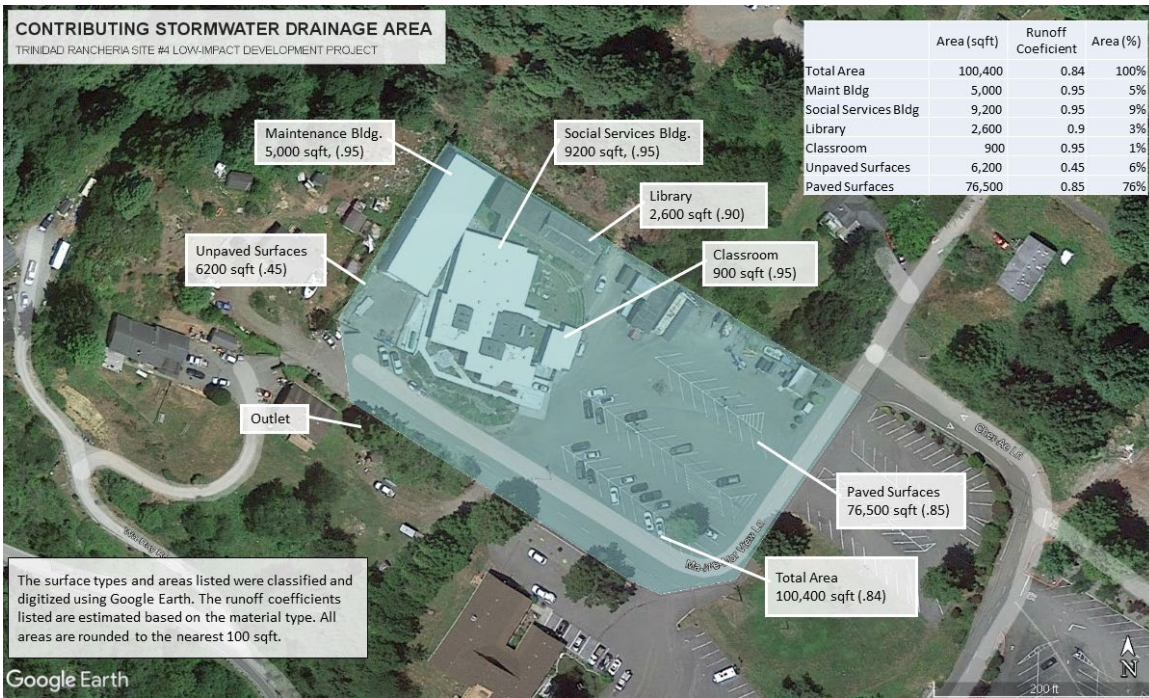 CONTRIBUTING STORMWATER DRAINAGE AREA
TRINIDAD RANCHERIA SITE #4 LOW-IMPACT DEVELOPMENT PROJECT
Area (sqft) Runoff Coeficient Area (%)
Total Area 100,400 0.84 100%
Maint Bldg 5,000 0.95 5%
Social Services Bldg 9,200 0.95 9%
Library 2,600 0.9 3%
Classroom 900 0.95 1%
Unpaved Surfaces 6,200 0.45 6%
Paved Surfaces 76,500 0.85 76%
Maintenance Bldg.
5,000 sqft, (.95)
Social Services Bldg.
9200 sqft, (.95)
Library
2,600 sqft (.90)
Unpaved Surfaces
6200 sqft (.45)
Classroom
900 sqft (.95)
Outlet
Cher-Ae Ln
Paved Surfaces
76,500 sqft (.85)
View Ln
Total Area
100,400 sqft (.84)
The surface types and areas listed were classified and
digitized using Google Earth. The runoff coefficients
listed are estimated based on the material type. All
areas are rounded to the nearest 100 sqft.
Google Earth
200 ft
N